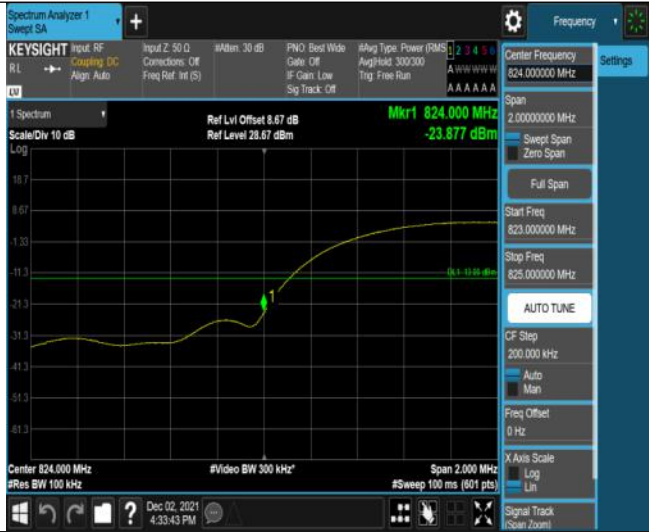 Spectrum Analyzer 1
Swept SA
+
Frequency
KEYSIGHT
RL
Input: RF
Coupling: DC
Align: Auto
Input Z: 50 Ω
Corrections: Off
Freq Ref: Int (S)
#Atten: 30 dB
PNO: Best Wide
Gate: Off
IF Gain: Low
Sig Track: Off
#Avg Type: Power (RMS
Avg|Hold: 300/300
Trig: Free Run
1 2 3 4 5 6
A W W W W W
A A A A A A
LV
1 Spectrum
Scale/Div 10 dB
Log
Ref Lvl Offset 8.67 dB
Ref Level 28.67 dBm
Mkr1 824.000 MHz
-23.877 dBm
18.7
8.67
-1.33
-11.3
-21.3
-31.3
-41.3
-51.3
-61.3
1
Center 824.000 MHz
#Res BW 100 kHz
#Video BW 300 kHz*
Span 2.000 MHz
#Sweep 100 ms (601 pts)
Center Frequency
824.000000 MHz
Settings
Span
2.00000000 MHz
Swept Span
Zero Span
Full Span
Start Freq
823.000000 MHz
Stop Freq
825.000000 MHz
AUTO TUNE
CF Step
200.000 kHz
Auto
Man
Freq Offset
0 Hz
X Axis Scale
Log
Lin
Signal Track
(Span Zoom)
?
Dec 02, 2021
4:33:43 PM